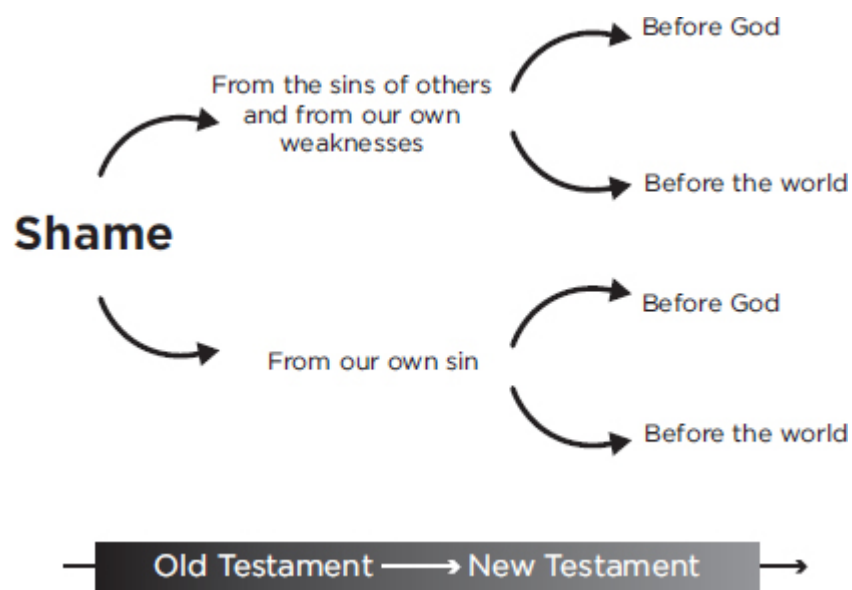 Before God
From the sins of others
and from our own
weaknesses
Before the world
Shame
Before God
From our own sin
Before the world
Old Testament
New Testament